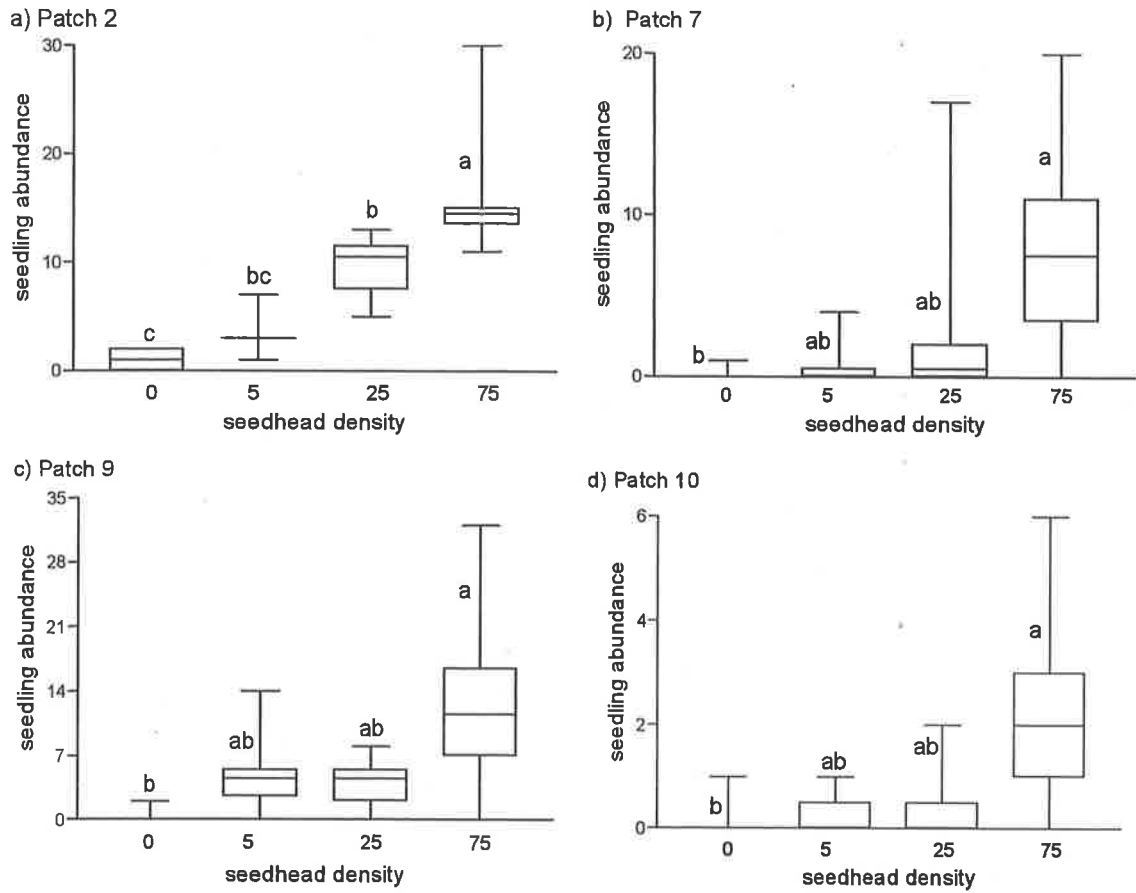 a) Patch 2
30
20
10
0
seedling abundance
c
bc
b
a
0 5 25 75
seedhead density
b) Patch 7
20
10
0
seedling abundance
b
ab
ab
a
0 5 25 75
seedhead density
c) Patch 9
35
28
21
14
7
0
seedling abundance
b
ab
ab
a
0 5 25 75
seedhead density
d) Patch 10
6
4
2
0
seedling abundance
b
ab
ab
a
0 5 25 75
seedhead density